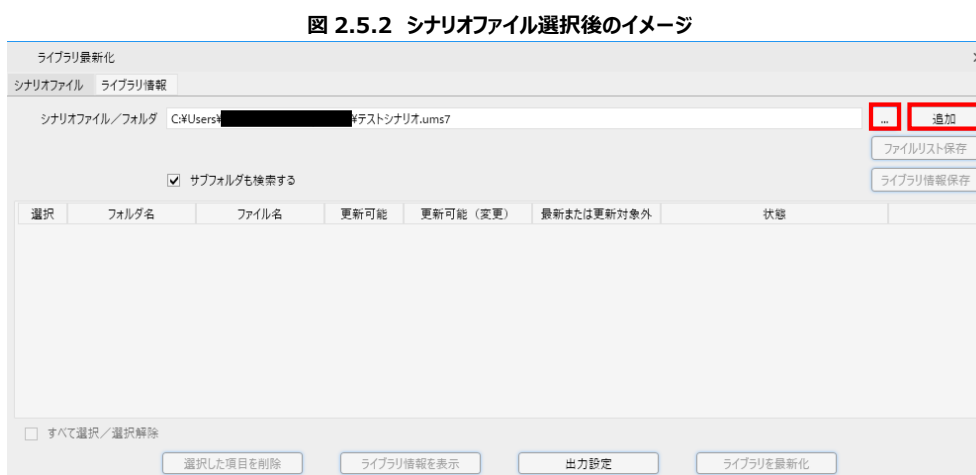 図 2.5.2 シナリオファイル選択後のイメージ
ライブラリ最新化
シナリオファイル ライブラリ情報
シナリオファイル／フォルダ C:¥Users¥ ¥テストシナリオ.ums7 ... 追加
ファイルリスト保存
サブフォルダも検索する ライブラリ情報保存
選択 フォルダ名 ファイル名 更新可能 更新可能（変更） 最新または更新対象外 状態
すべて選択／選択解除
選択した項目を削除 ライブラリ情報を表示 出力設定 ライブラリを最新化